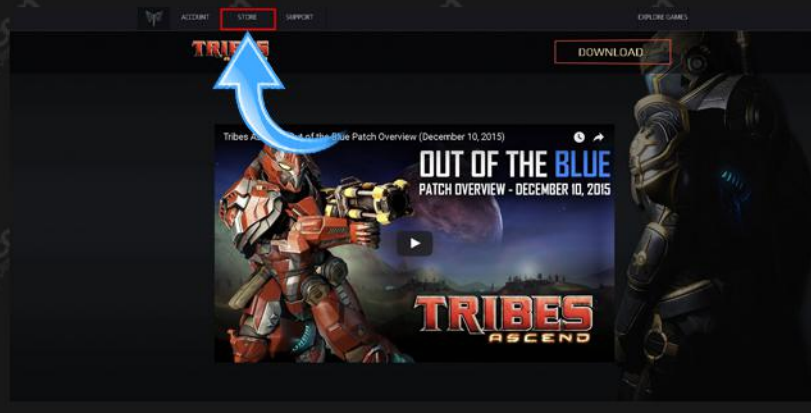 ACCOUNT STORE SUPPORT EXPLORE GAMES
TRIBES
DOWNLOAD
Tribes As Out of the Blue Patch Overview (December 10, 2015)
OUT OF THE BLUE
PATCH OVERVIEW - DECEMBER 10, 2015
TRIBES
ASCEND